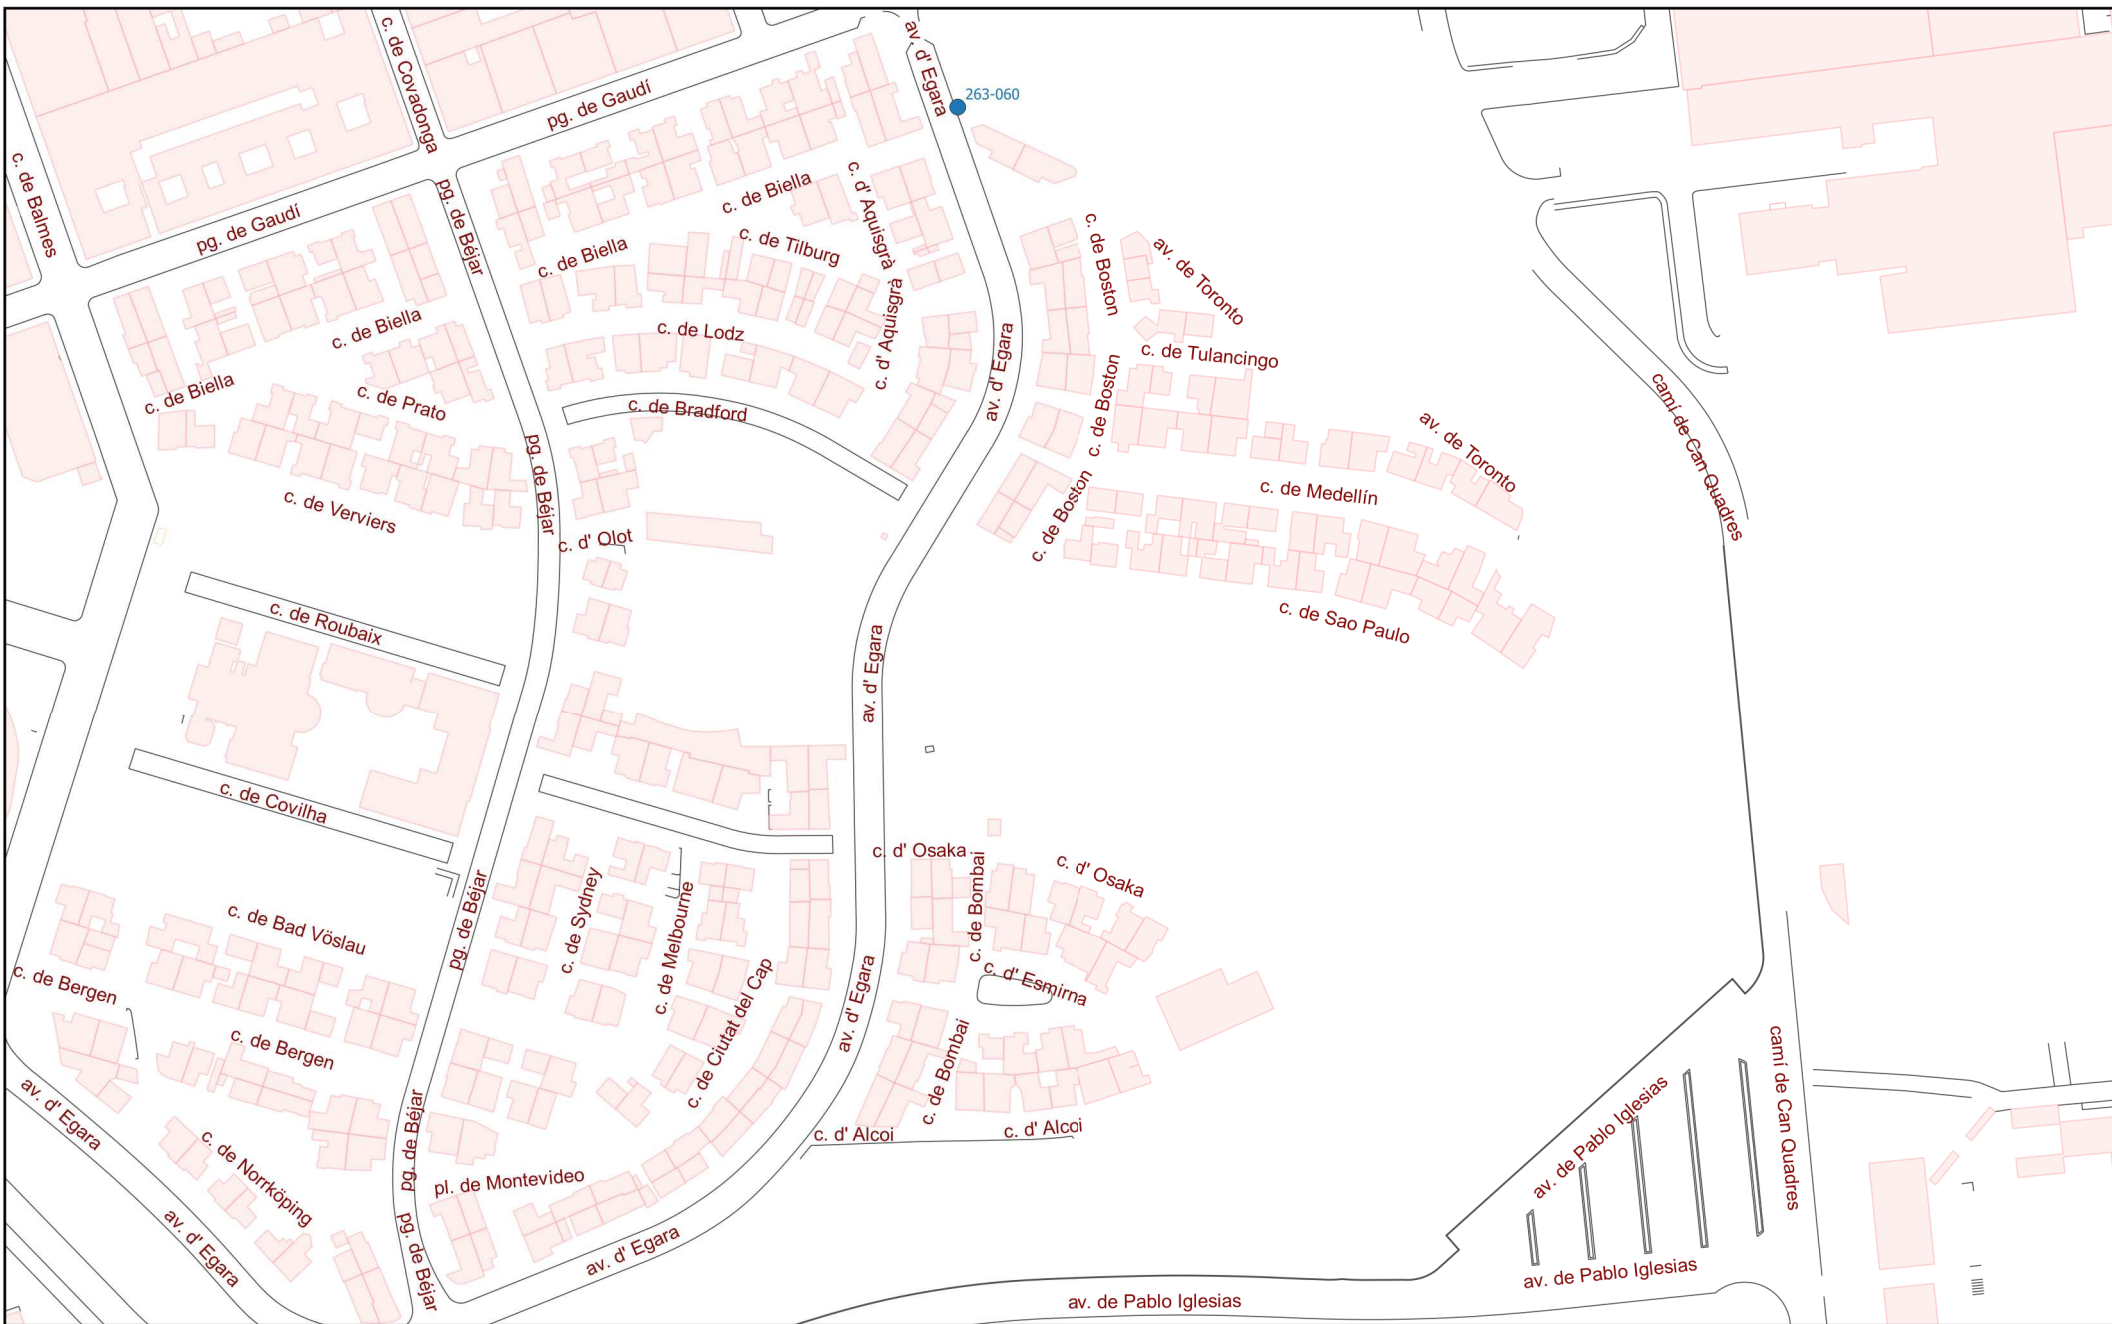 c. de Covadonga
av. d' Egara
263-060
pg. de Gaudí
c. de Balmes
pg. de Gaudí
pg. de Béjar
c. de Biella
c. d' Aquisgrà
c. de Biella
c. de Tilburg
c. de Boston
av. de Toronto
c. de Biella
c. de Lodz
c. d' Aquisgrà
av. d' Egara
c. de Tulancingo
c. de Biella
c. de Prato
c. de Bradford
c. de Boston
av. de Toronto
camí de Can Quadres
c. de Verviers
pg. de Béjar
c. de Medellín
c. de Boston
c. d' Olot
c. de Roubaix
c. de Sao Paulo
av. d' Egara
c. de Covilha
c. d' Osaka
c. de Bombai
c. d' Osaka
c. de Bad Vöslau
pg. de Béjar
c. de Sydney
c. de Melbourne
c. de Bergen
c. d' Esmirna
c. de Ciutat del Cap
av. d' Egara
c. de Bergen
c. de Bombai
av. d' Egara
pg. de Béjar
c. d' Alcoi
c. d' Alcoi
av. de Pablo Iglesias
camí de Can Quadres
c. de Norrköping
pl. de Montevideo
av. d' Egara
pg. de Béjar
av. d' Egara
av. de Pablo Iglesias
av. de Pablo Iglesias